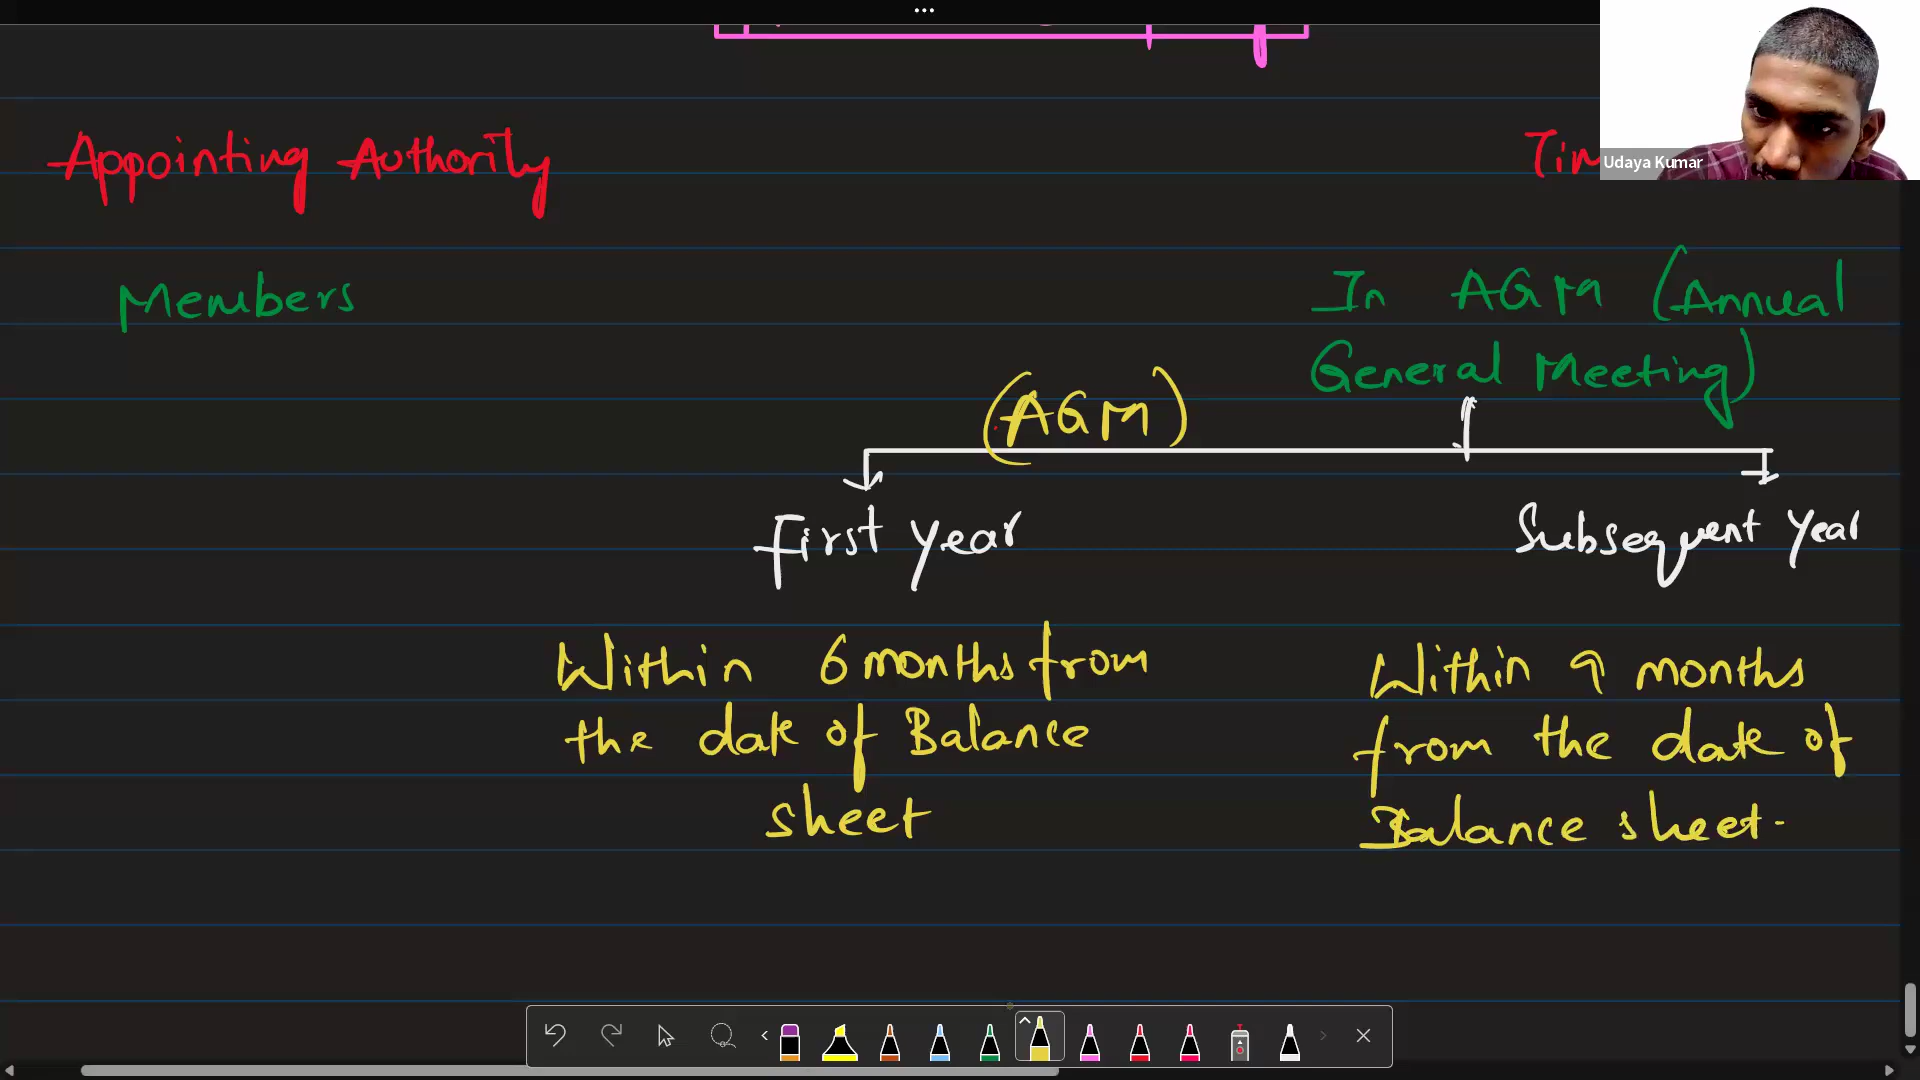 ...
Appointing Authority
Tim
Udaya Kumar
Members
In AGM (Annual
General Meeting)
(AGM)
First year
Subsequent year
Within 6 months from
the date of Balance
sheet
Within 9 months
from the date of
Balance sheet.